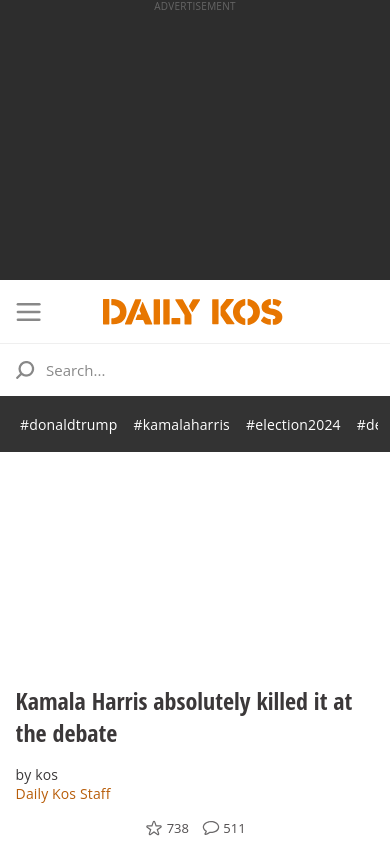 ADVERTISEMENT
DAILY KOS
Search...
#donaldtrump #kamalaharris #election2024 #de
Kamala Harris absolutely killed it at
the debate
by kos
Daily Kos Staff
738 511